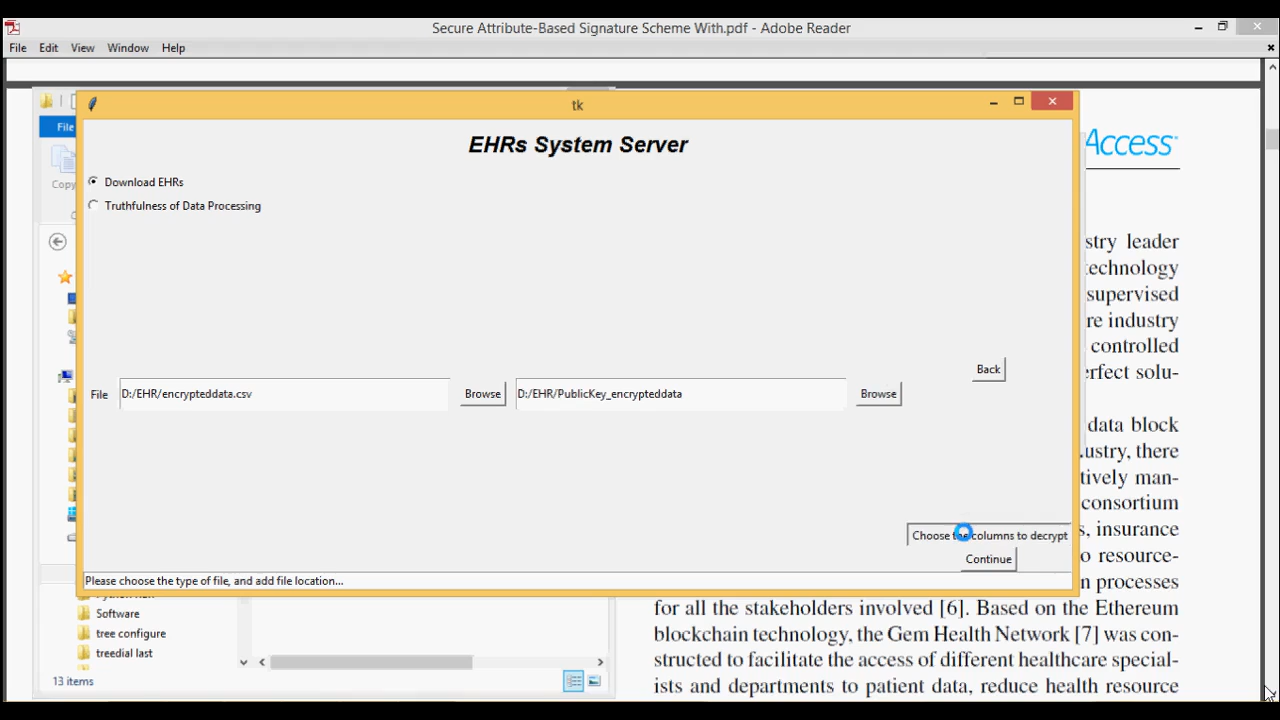 Secure Attribute-Based Signature Scheme With.pdf - Adobe Reader
File Edit View Window Help
File
Copy
tk
EHRs System Server
Download EHRs
Truthfulness of Data Processing
Back
File D:/EHR/encrypteddata.csv Browse D:/EHR/PublicKey_encrypteddata Browse
Choose the columns to decrypt
Continue
Please choose the type of file, and add file location...
Software
tree configure
treedial last
13 items
Access
stry leader
technology
supervised
re industry
controlled
rfect solu-
data block
ustry, there
tively man-
consortium
s, insurance
o resource-
n processes
for all the stakeholders involved [6]. Based on the Ethereum
blockchain technology, the Gem Health Network [7] was con-
structed to facilitate the access of different healthcare special-
ists and departments to patient data, reduce health resource